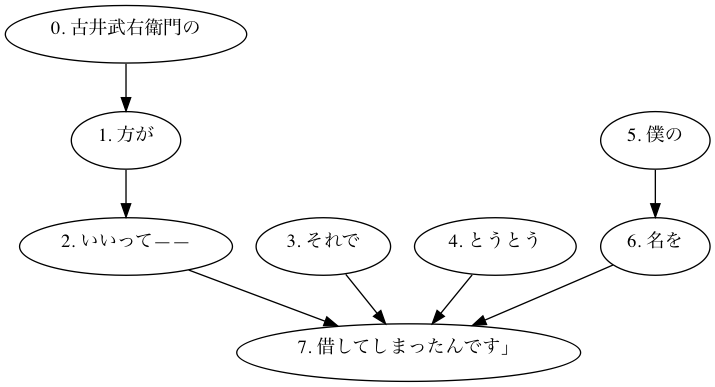 0. 古井武右衛門の
1. 方が
5. 僕の
2. いいって——
3. それで
4. とうとう
6. 名を
7. 借してしまったんです」